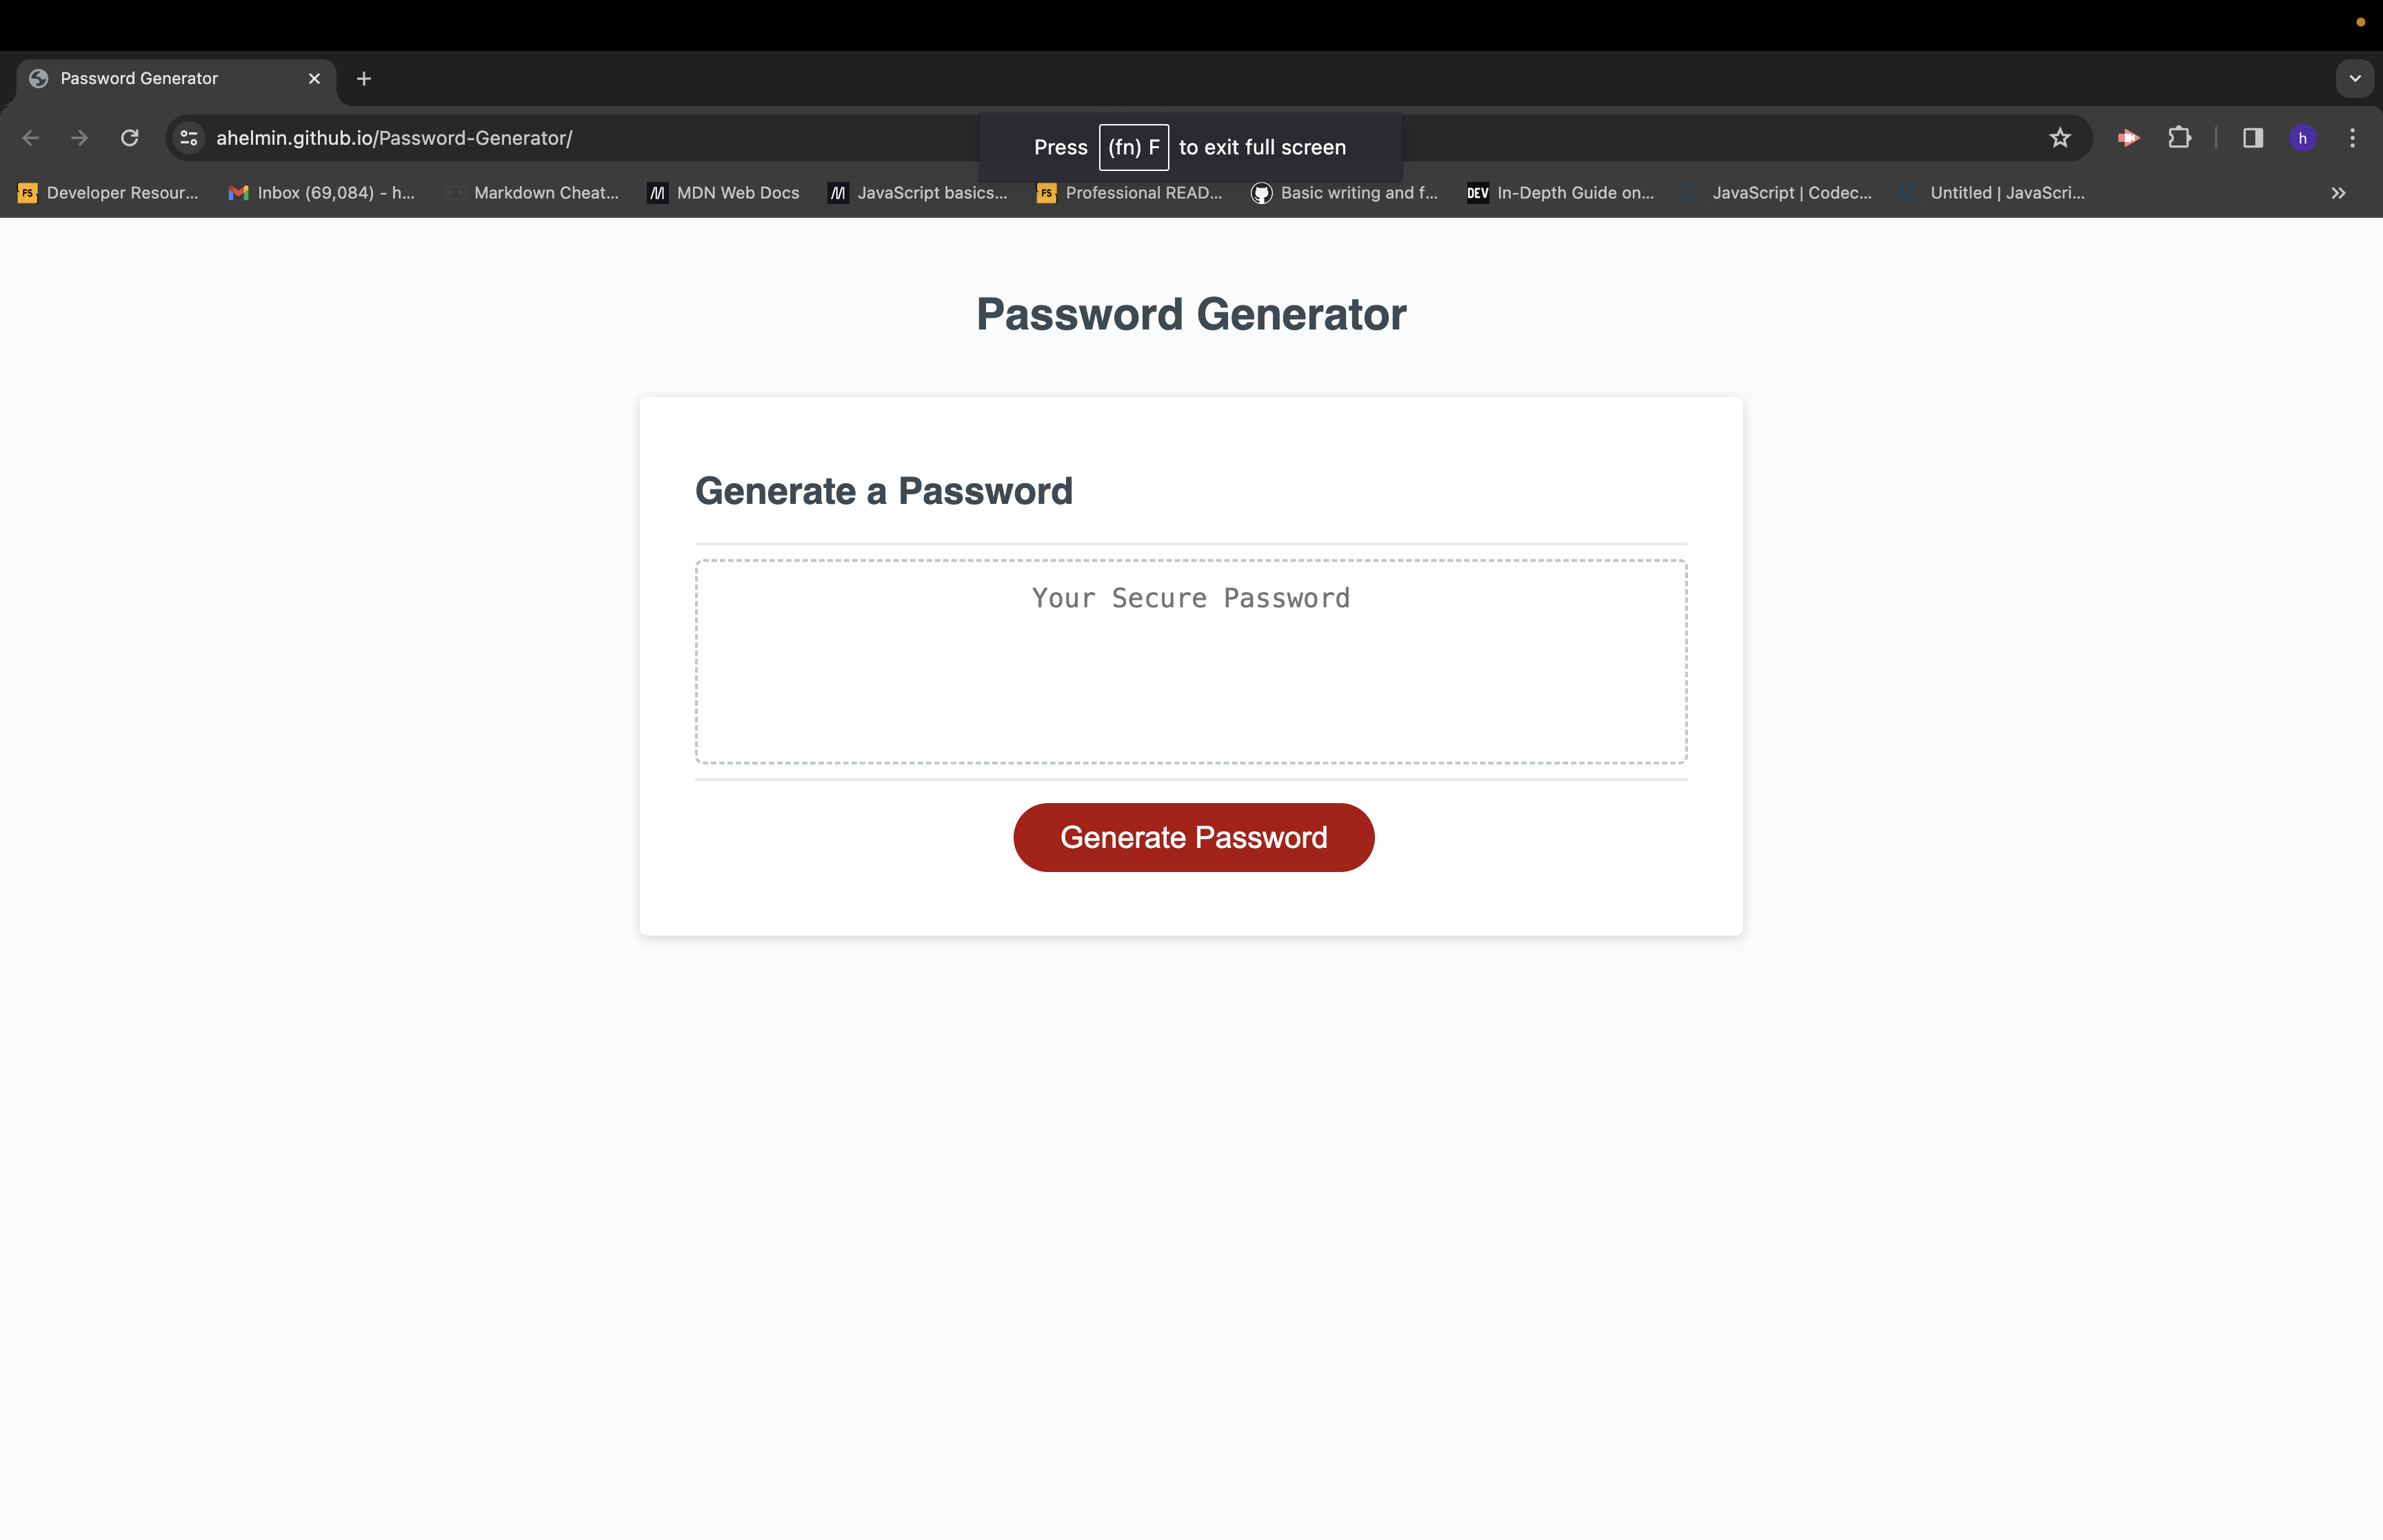 Password Generator
ahelmin.github.io/Password-Generator/
Press (fn) F to exit full screen
h
FS Developer Resour...
Inbox (69,084) - h...
Markdown Cheat...
MDN Web Docs
JavaScript basics...
FS Professional READ...
Basic writing and f...
DEV In-Depth Guide on...
JavaScript | Codec...
Untitled | JavaScri...
Password Generator
Generate a Password
Your Secure Password
Generate Password